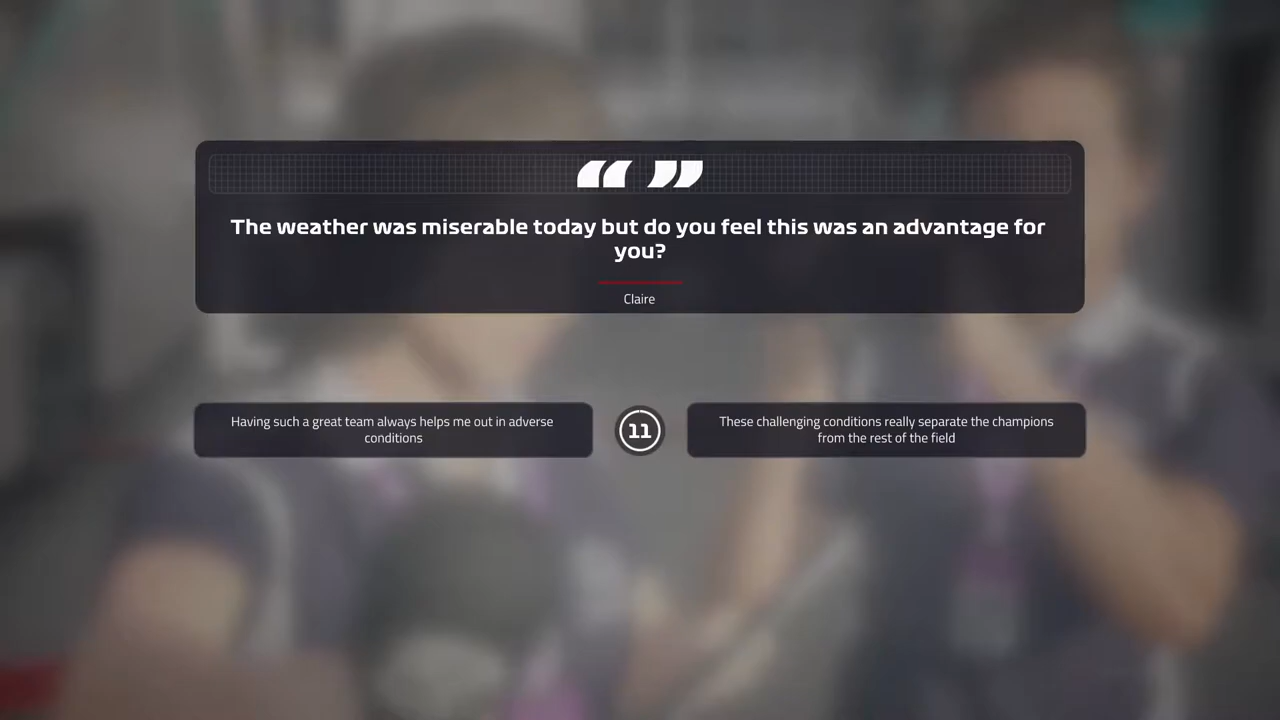 “ ”
The weather was miserable today but do you feel this was an advantage for
you?
Claire
Having such a great team always helps me out in adverse
conditions
11
These challenging conditions really separate the champions
from the rest of the field